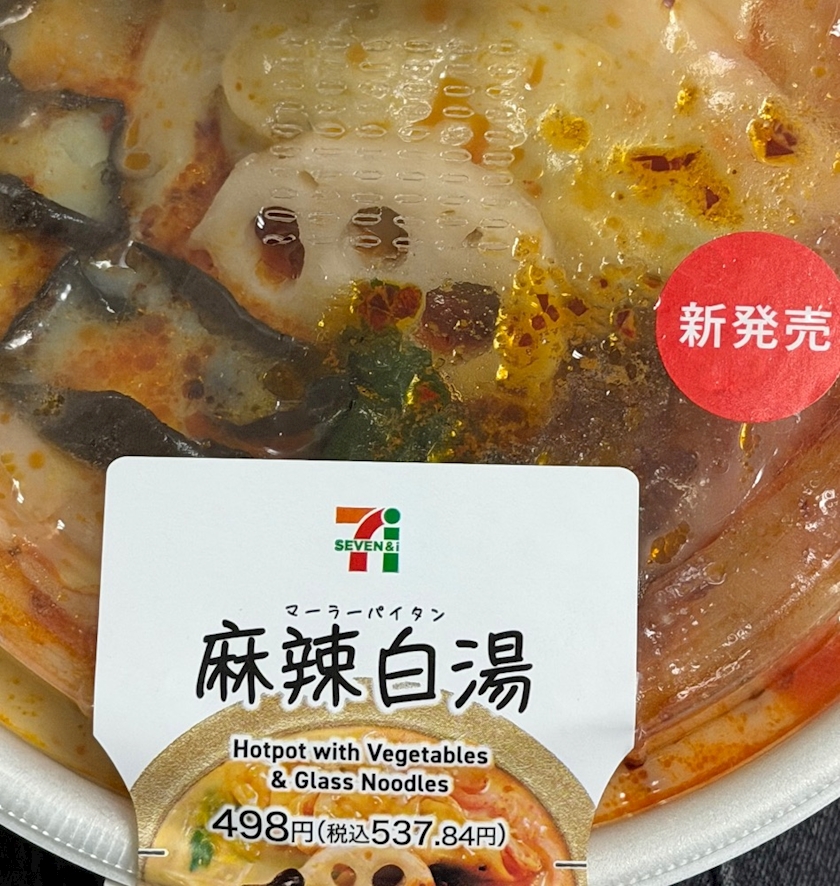 新発売
SEVEN&i
マーラーパイタン
麻辣白湯
Hotpot with Vegetables
& Glass Noodles
498円(税込537.84円)